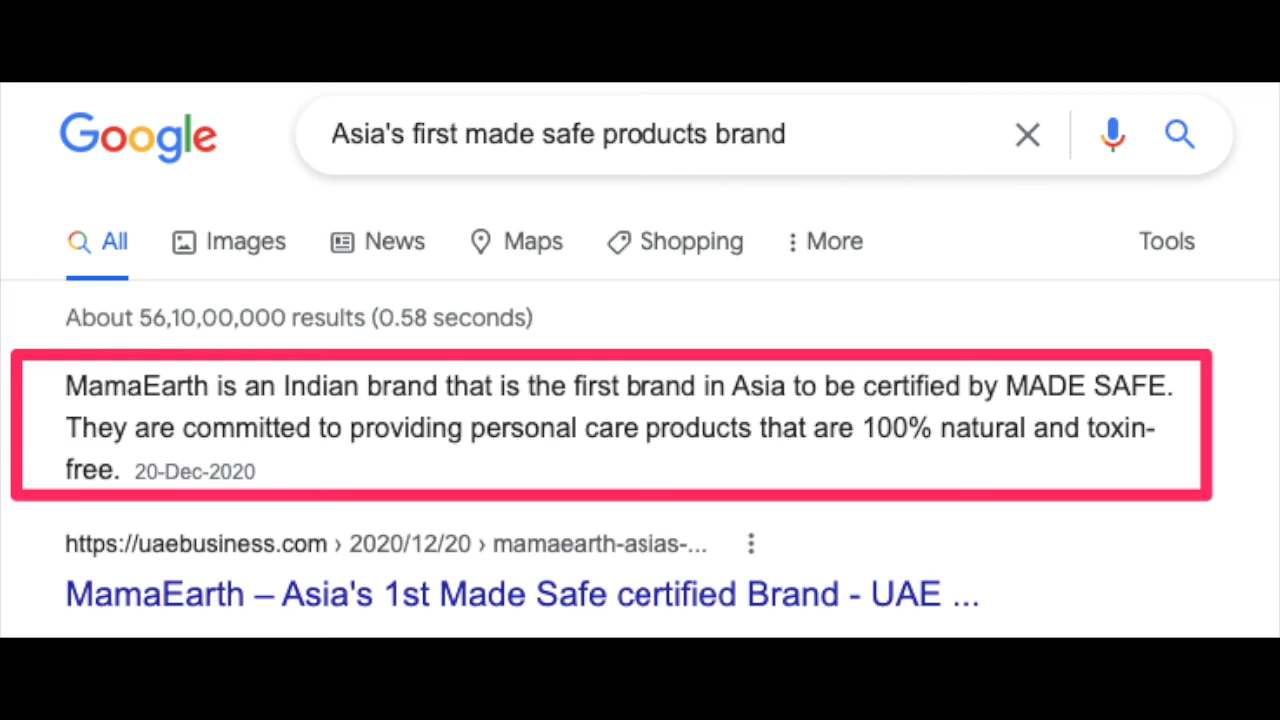 Google
Asia's first made safe products brand
All Images News Maps Shopping More Tools
About 56,10,00,000 results (0.58 seconds)
MamaEarth is an Indian brand that is the first brand in Asia to be certified by MADE SAFE.
They are committed to providing personal care products that are 100% natural and toxin-
free. 20-Dec-2020
https://uaebusiness.com › 2020/12/20 › mamaearth-asias-...
MamaEarth – Asia's 1st Made Safe certified Brand - UAE ...